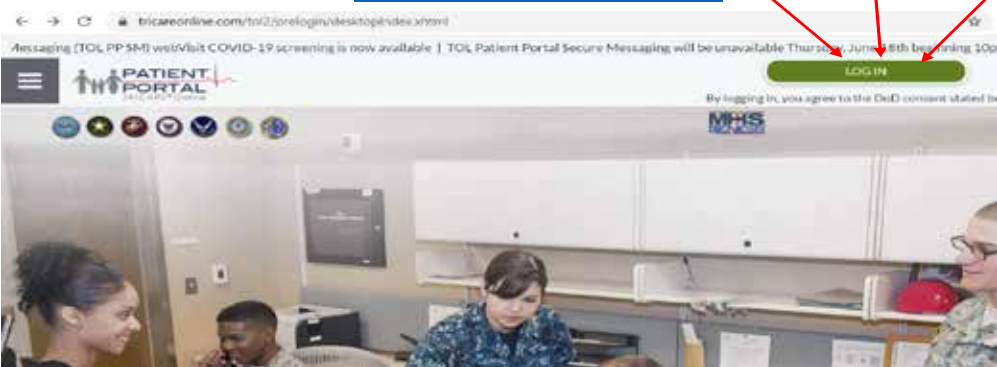 tricareonline.com/tol2/prelogin/desktopIndex.xhtml
Messaging (TOL PP SM) webVisit COVID-19 screening is now available | TOL Patient Portal Secure Messaging will be unavailable Thursday, June 18th beginning 10p
PATIENT
PORTAL
LOG IN
By logging in, you agree to the DoD consent stated be
MHS